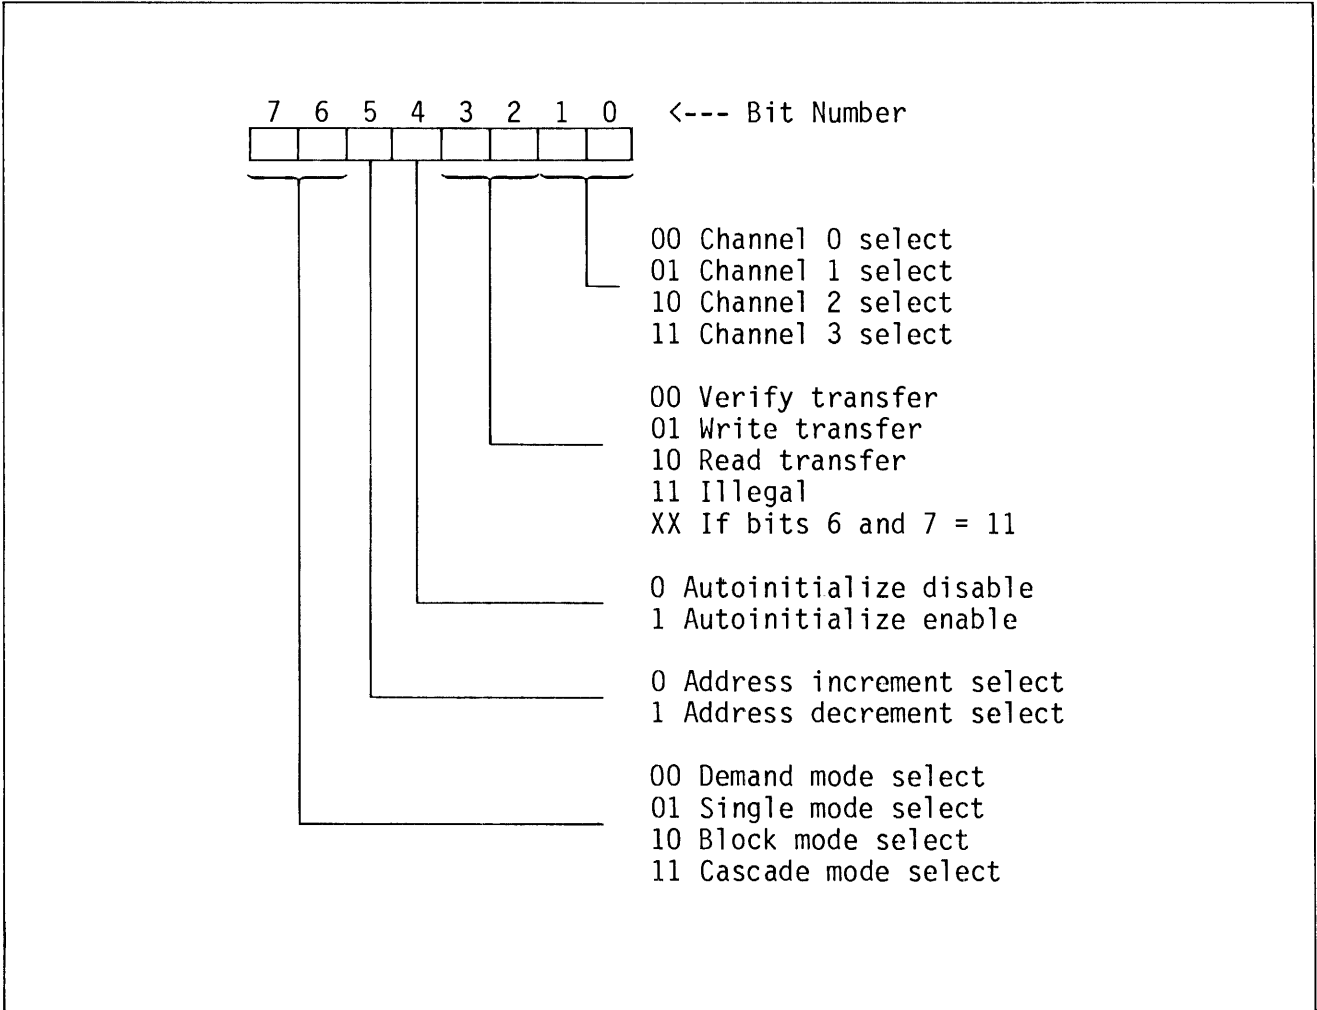 7 6 5 4 3 2 1 0 <--- Bit Number
00 Channel 0 select
01 Channel 1 select
10 Channel 2 select
11 Channel 3 select
00 Verify transfer
01 Write transfer
10 Read transfer
11 Illegal
XX If bits 6 and 7 = 11
0 Autoinitialize disable
1 Autoinitialize enable
0 Address increment select
1 Address decrement select
00 Demand mode select
01 Single mode select
10 Block mode select
11 Cascade mode select